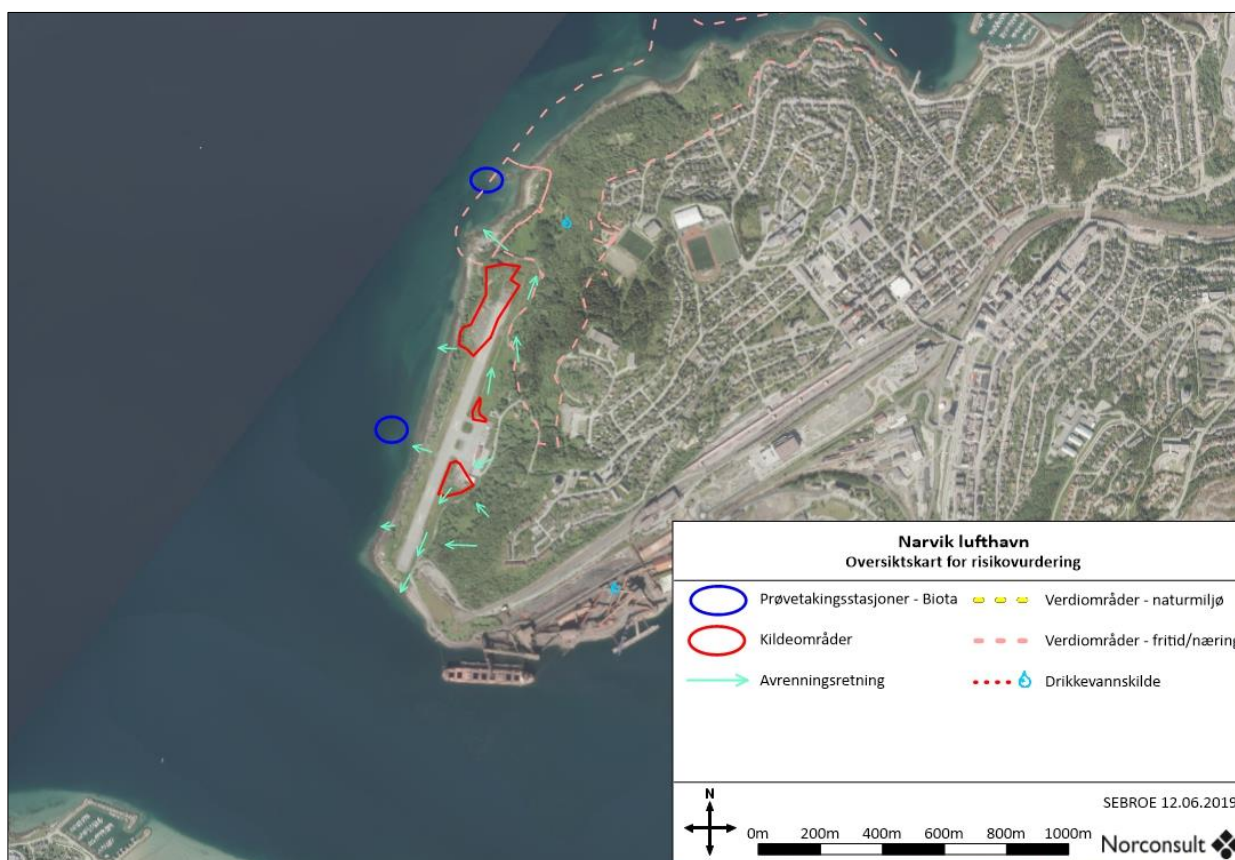 Narvik lufthavn
Oversiktskart for risikovurdering
Prøvetakingsstasjoner - Biota
Verdiområder - naturmiljø
Kildeområder
Verdiområder - fritid/næring
Avrenningsretning
Drikkevannskilde
N
SEBROE 12.06.2019
0m 200m 400m 600m 800m 1000m
Norconsult